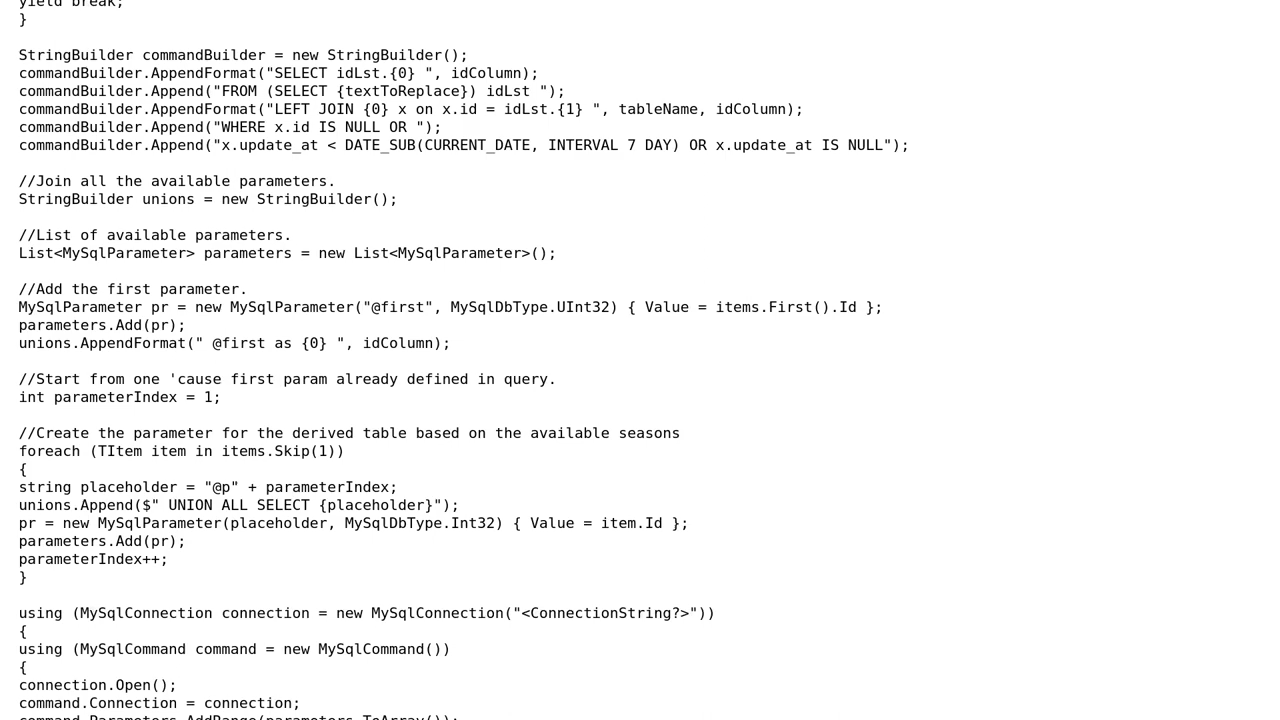 yield break;
}
StringBuilder commandBuilder = new StringBuilder();
commandBuilder.AppendFormat("SELECT idLst.{0} ", idColumn);
commandBuilder.Append("FROM (SELECT {textToReplace}) idLst ");
commandBuilder.AppendFormat("LEFT JOIN {0} x on x.id = idLst.{1} ", tableName, idColumn);
commandBuilder.Append("WHERE x.id IS NULL OR ");
commandBuilder.Append("x.update_at < DATE_SUB(CURRENT_DATE, INTERVAL 7 DAY) OR x.update_at IS NULL");
//Join all the available parameters.
StringBuilder unions = new StringBuilder();
//List of available parameters.
List<MySqlParameter> parameters = new List<MySqlParameter>();
//Add the first parameter.
MySqlParameter pr = new MySqlParameter("@first", MySqlDbType.UInt32) { Value = items.First().Id };
parameters.Add(pr);
unions.AppendFormat(" @first as {0} ", idColumn);
//Start from one 'cause first param already defined in query.
int parameterIndex = 1;
//Create the parameter for the derived table based on the available seasons
foreach (TItem item in items.Skip(1))
{
string placeholder = "@p" + parameterIndex;
unions.Append($" UNION ALL SELECT {placeholder}");
pr = new MySqlParameter(placeholder, MySqlDbType.Int32) { Value = item.Id };
parameters.Add(pr);
parameterIndex++;
}
using (MySqlConnection connection = new MySqlConnection("<ConnectionString?>"))
{
using (MySqlCommand command = new MySqlCommand())
{
connection.Open();
command.Connection = connection;
command.Parameters.AddRange(parameters.ToArray());